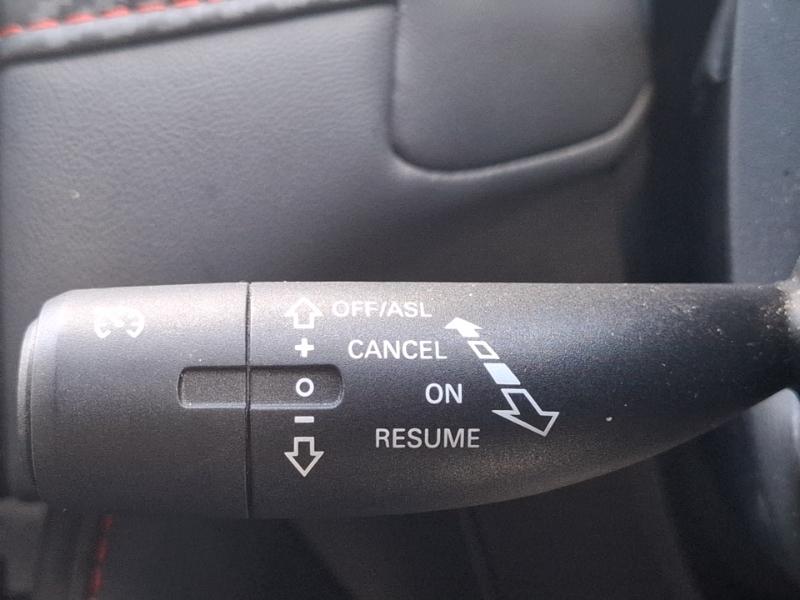 OFF/ASL
+ CANCEL
O ON
− RESUME